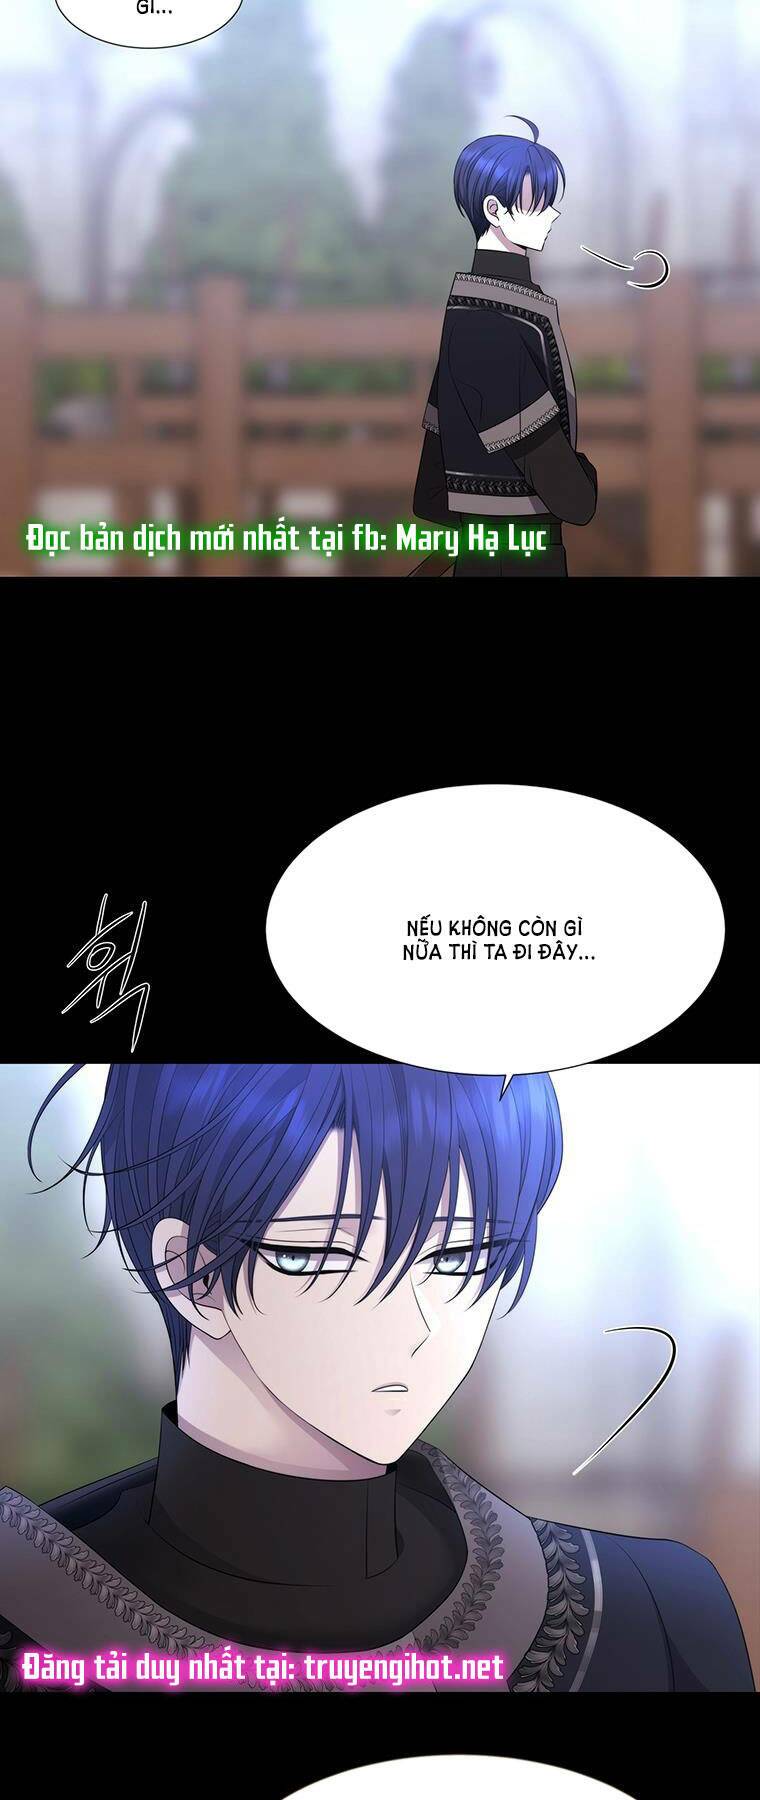 GÌ...
Đọc bản dịch mới nhất tại fb: Mary Hạ Lục
NẾU KHÔNG CÒN GÌ
NỮA THÌ TA ĐI ĐÂY...
휙
Đăng tải duy nhất tại: truyengihot.net